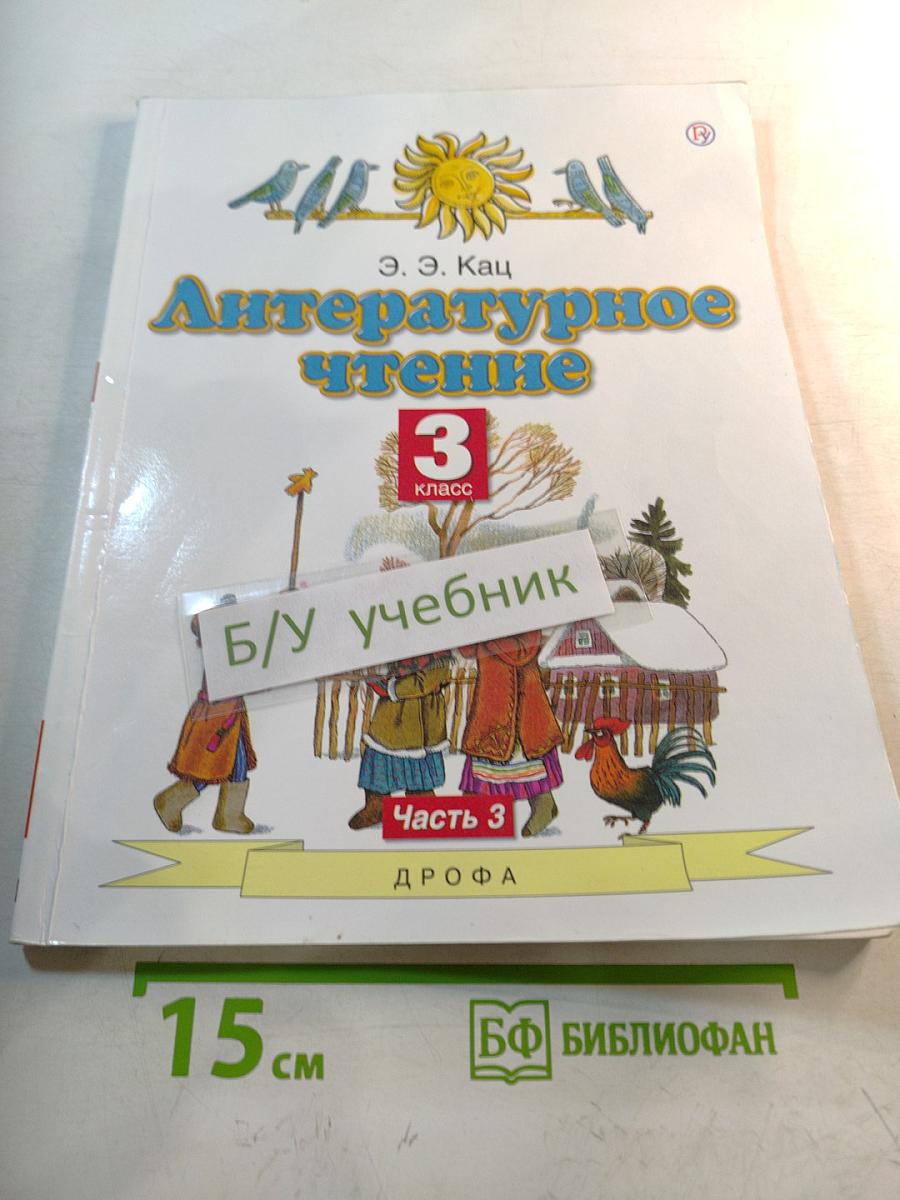 Э. Э. Кац
Литературное
чтение
3
КЛАСС
Б/У учебник
Часть 3
ДРОФА
15 см
БФ БИБЛИОФАН